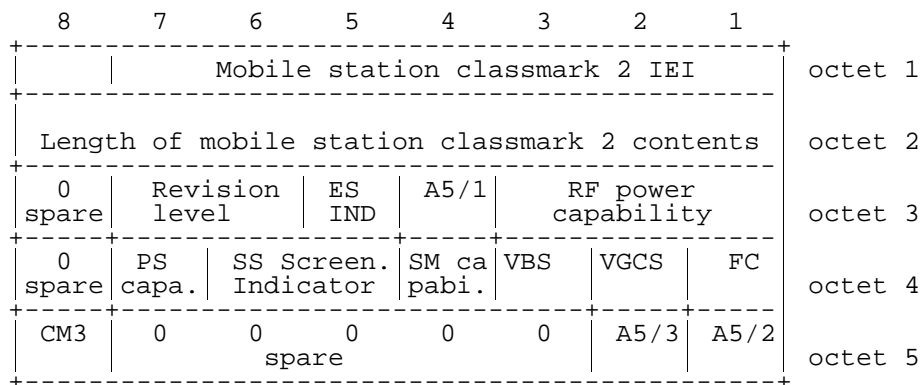 8 7 6 5 4 3 2 1
Mobile station classmark 2 IEI octet 1
Length of mobile station classmark 2 contents octet 2
0 Revision ES A5/1 RF power
spare level IND capability octet 3
0 PS SS Screen. SM ca VBS VGCS FC
spare capa. Indicator pabi. octet 4
CM3 0 0 0 0 0 A5/3 A5/2
spare octet 5